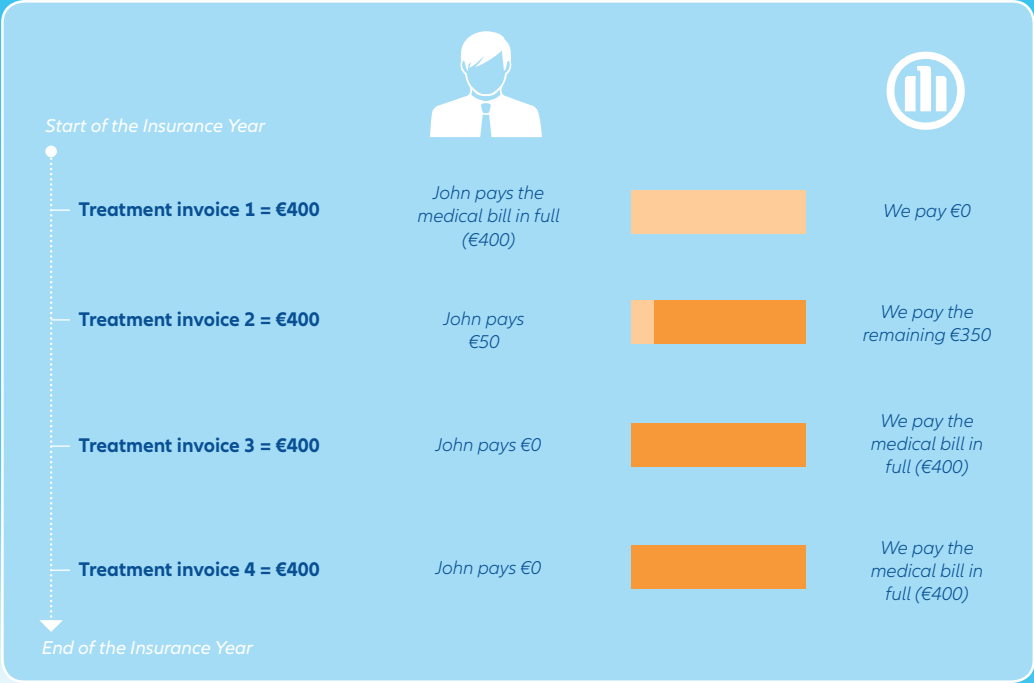 Start of the Insurance Year
Treatment invoice 1 = €400
John pays the
medical bill in full
(€400)
We pay €0
Treatment invoice 2 = €400
John pays
€50
We pay the
remaining €350
Treatment invoice 3 = €400
John pays €0
We pay the
medical bill in
full (€400)
Treatment invoice 4 = €400
John pays €0
We pay the
medical bill in
full (€400)
End of the Insurance Year